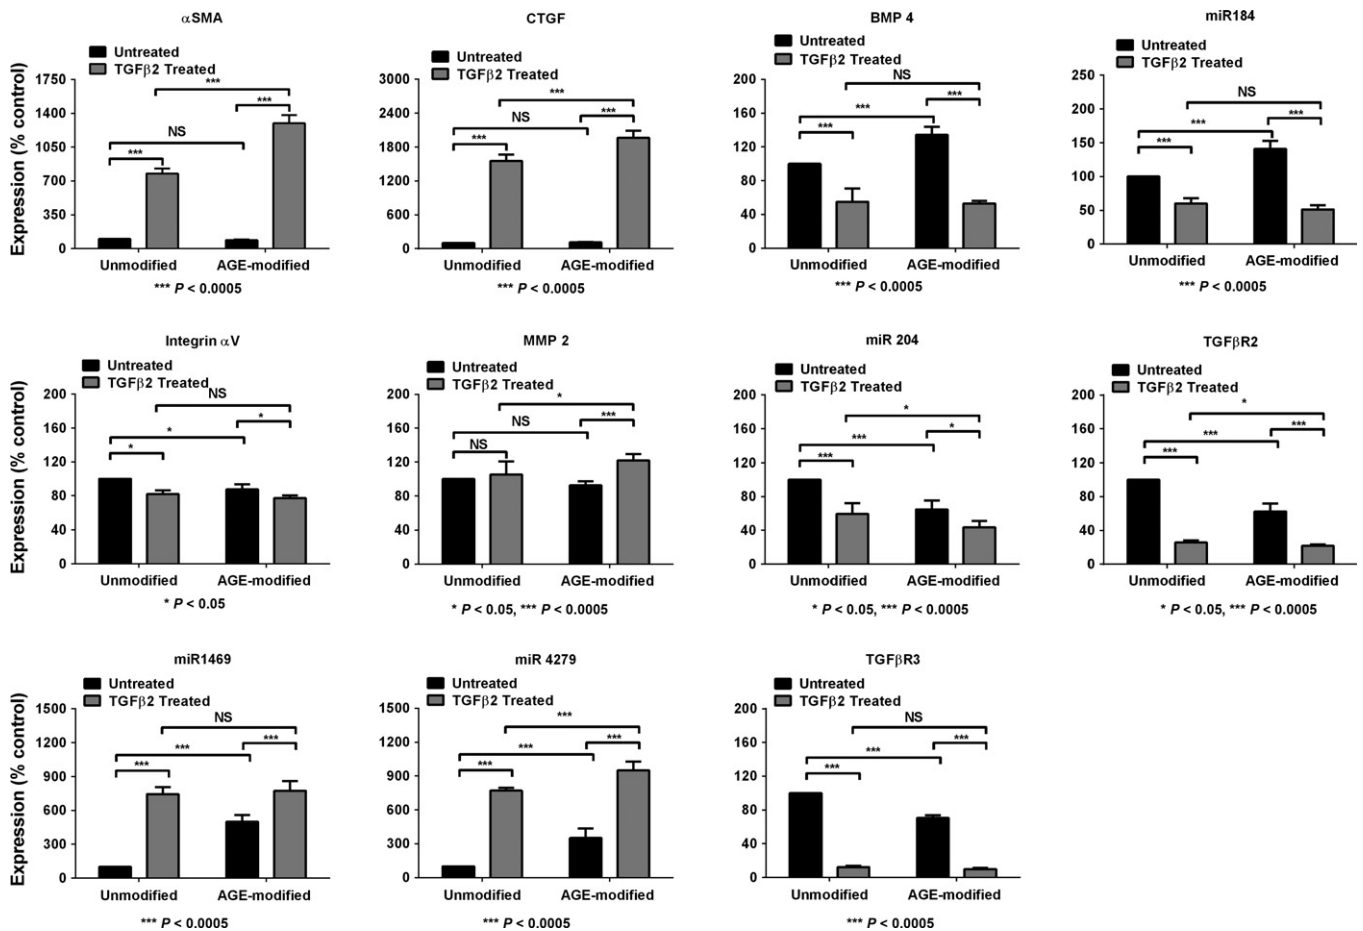 αSMA
Untreated
TGFβ2 Treated
Expression (% control)
1750
1400
1050
700
350
0
***
***
NS
***
Unmodified
AGE-modified
*** P < 0.0005
CTGF
Untreated
TGFβ2 Treated
3000
2400
1800
1200
600
0
***
***
NS
***
Unmodified
AGE-modified
*** P < 0.0005
BMP 4
Untreated
TGFβ2 Treated
200
160
120
80
40
0
NS
***
***
***
Unmodified
AGE-modified
*** P < 0.0005
miR184
Untreated
TGFβ2 Treated
250
200
150
100
50
0
NS
***
***
***
Unmodified
AGE-modified
*** P < 0.0005
Integrin αV
Untreated
TGFβ2 Treated
Expression (% control)
200
160
120
80
40
0
NS
*
*
*
Unmodified
AGE-modified
* P < 0.05
MMP 2
Untreated
TGFβ2 Treated
200
160
120
80
40
0
*
***
NS
NS
Unmodified
AGE-modified
* P < 0.05, *** P < 0.0005
miR 204
Untreated
TGFβ2 Treated
200
160
120
80
40
0
*
*
***
***
Unmodified
AGE-modified
* P < 0.05, *** P < 0.0005
TGFβR2
Untreated
TGFβ2 Treated
200
160
120
80
40
0
*
***
***
***
Unmodified
AGE-modified
* P < 0.05, *** P < 0.0005
miR1469
Untreated
TGFβ2 Treated
Expression (% control)
1500
1200
900
600
300
0
NS
***
***
***
Unmodified
AGE-modified
*** P < 0.0005
miR 4279
Untreated
TGFβ2 Treated
1500
1200
900
600
300
0
***
***
***
***
Unmodified
AGE-modified
*** P < 0.0005
TGFβR3
Untreated
TGFβ2 Treated
200
160
120
80
40
0
NS
***
***
***
Unmodified
AGE-modified
*** P < 0.0005